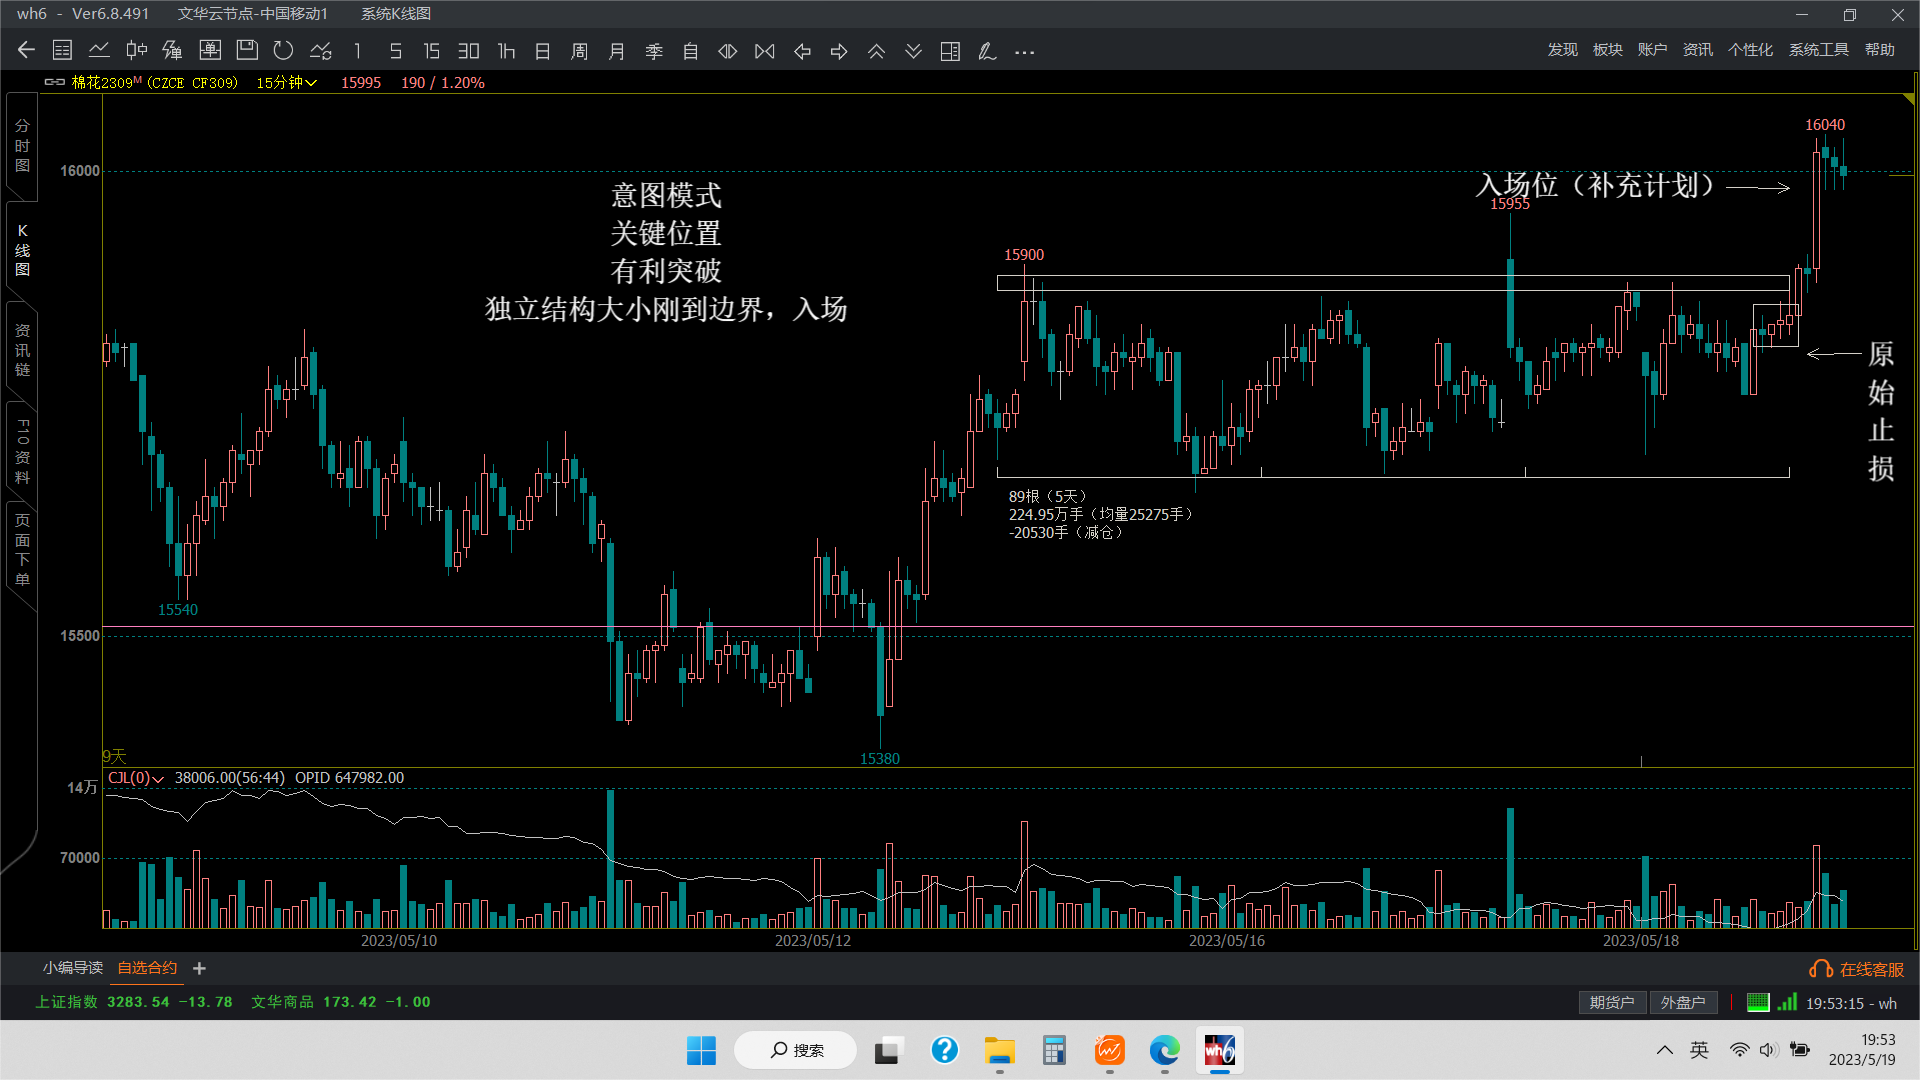 wh6 - Ver6.8.491 文华云节点-中国移动1 系统K线图
1 5 15 30 1h 日 周 月 季 自
发现 板块 账户 资讯 个性化 系统工具 帮助
棉花2309ᴹ (CZCE CF309) 15分钟 15995 190 / 1.20%
分时图
K线图
资讯链
F10资料
页面下单
16040
16000
意图模式
关键位置
有利突破
独立结构大小刚到边界，入场
入场位（补充计划）
15955
15900
原始止损
89根（5天）
224.95万手（均量25275手）
-20530手（减仓）
15540
15500
15380
9天
CJL(0) 38006.00(56:44) OPID 647982.00
14万
70000
2023/05/10 2023/05/12 2023/05/16 2023/05/18
小编导读 自选合约 +
在线客服
上证指数 3283.54 -13.78 文华商品 173.42 -1.00
期货户 外盘户 19:53:15 - wh
搜索
wh6
英
19:53
2023/5/19